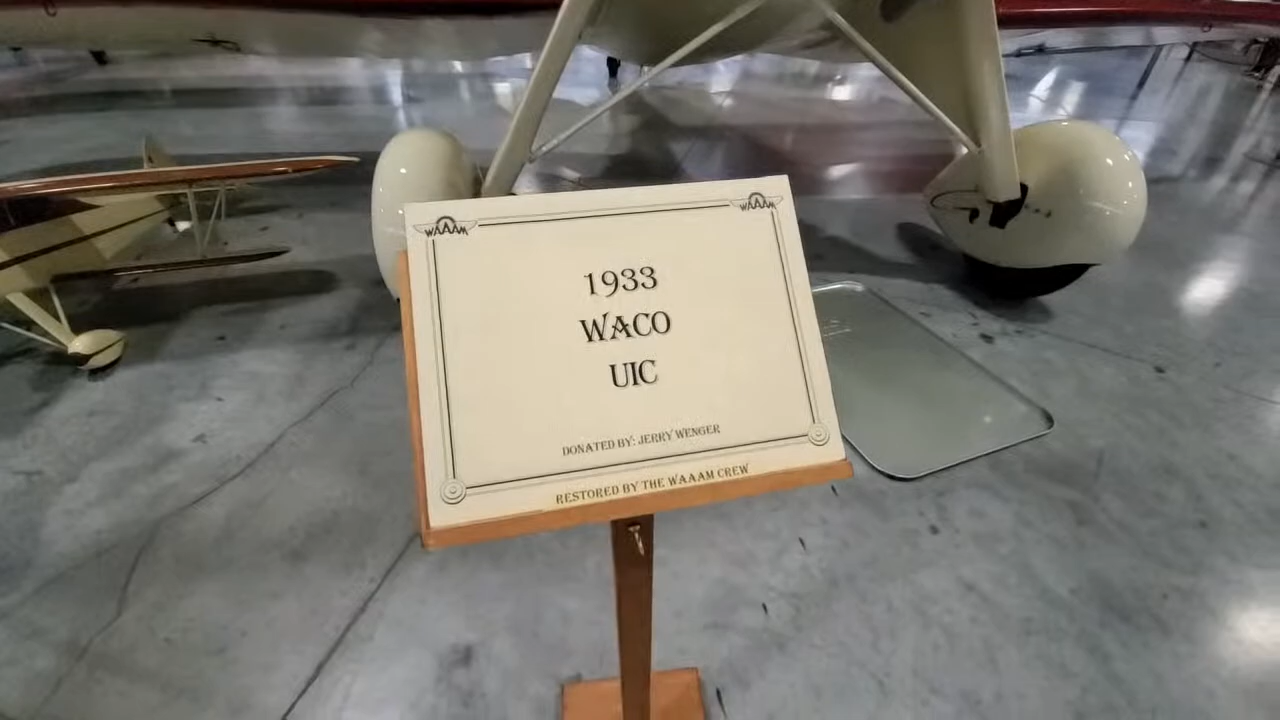 WAAAM
WAAAM
1933
WACO
UIC
DONATED BY: JERRY WENGER
RESTORED BY THE WAAAM CREW